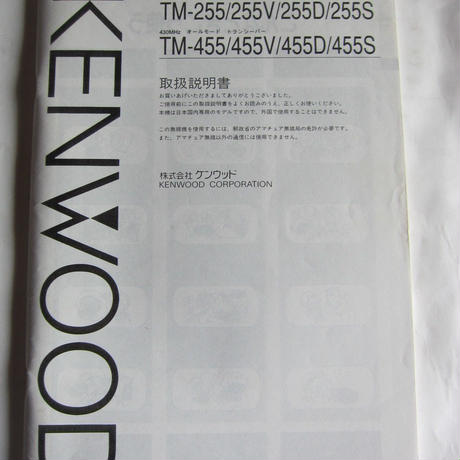 KENWOOD
TM-255/255V/255D/255S
430MHz オールモード トランシーバー
TM-455/455V/455D/455S
取扱説明書
お買いあげいただきましてありがとうございました。
ご使用前にこの取扱説明書をよくお読みのうえ、正しくお使いください。
本機は日本国内専用のモデルですので、外国で使用することはできません。
この無線機を使用するには、郵政省のアマチュア無線局の免許が必要です。
また、アマチュア無線以外の通信には使用できません。
株式会社 ケンウッド
KENWOOD CORPORATION